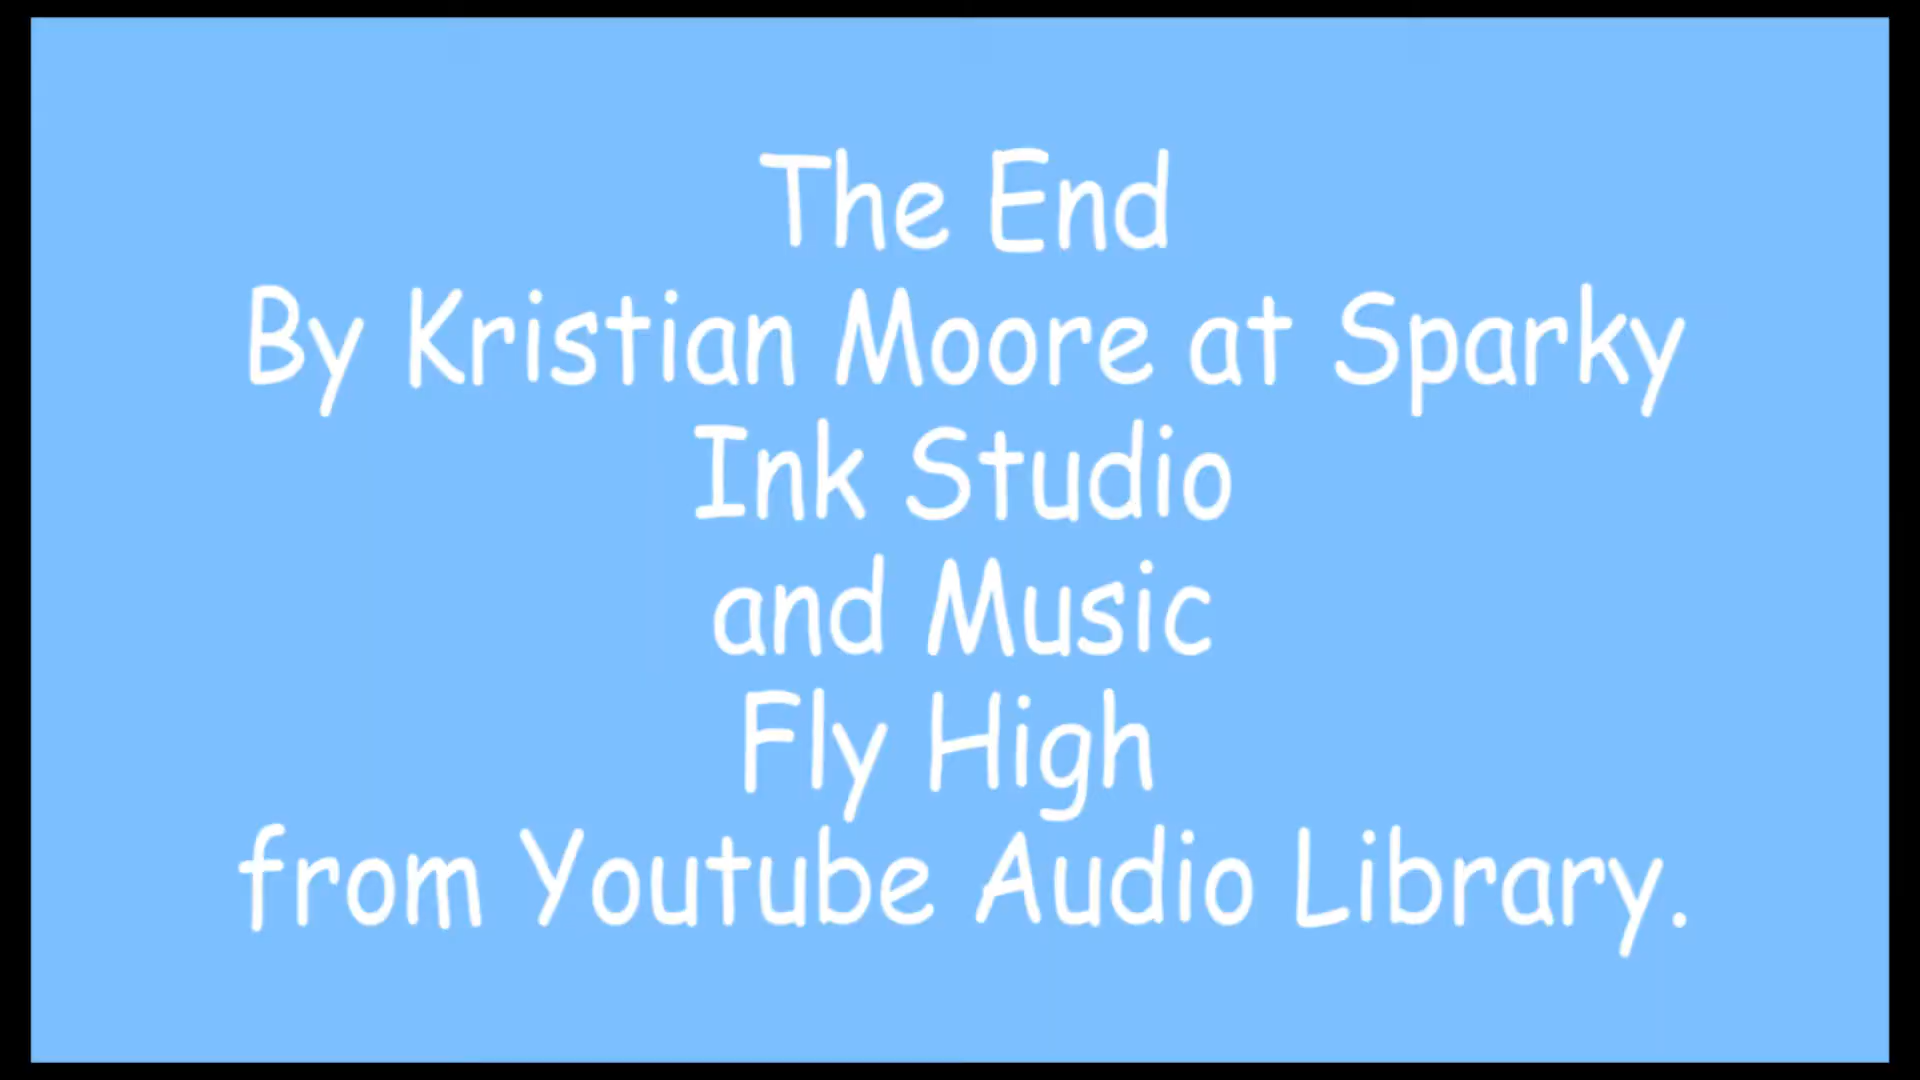 The End
By Kristian Moore at Sparky
Ink Studio
and Music
Fly High
from Youtube Audio Library.